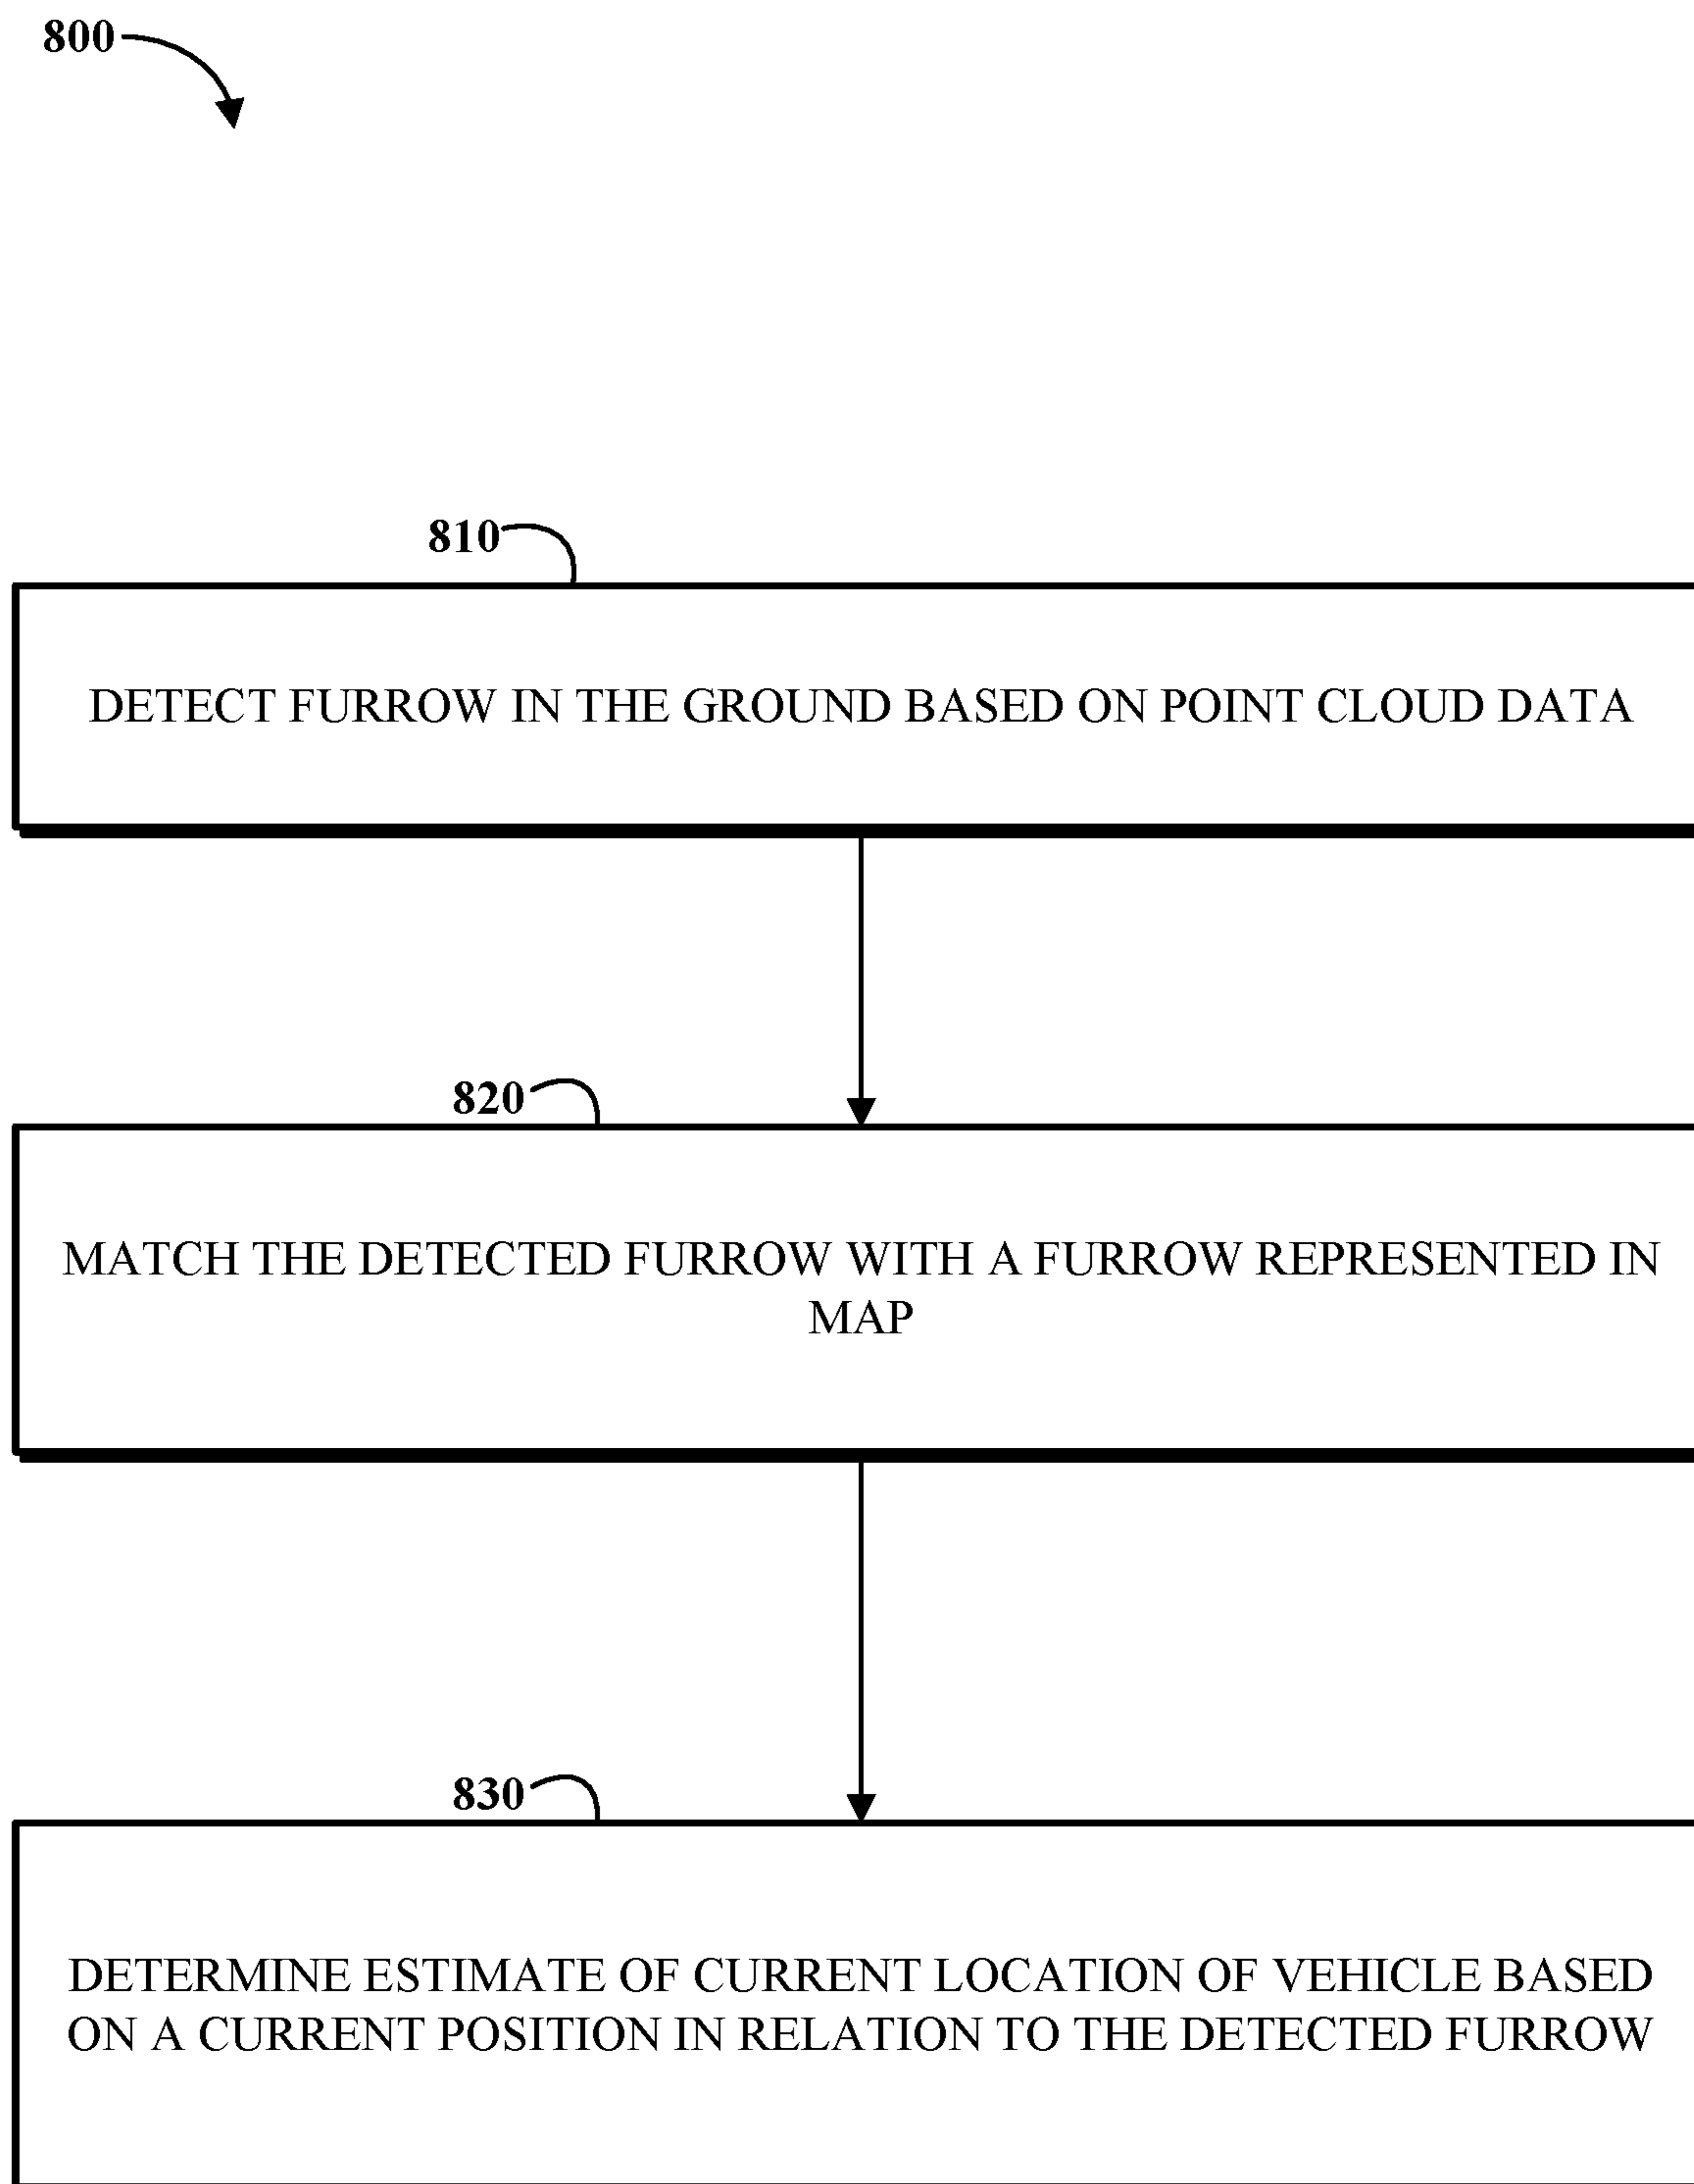 800
810
DETECT FURROW IN THE GROUND BASED ON POINT CLOUD DATA
820
MATCH THE DETECTED FURROW WITH A FURROW REPRESENTED IN
MAP
830
DETERMINE ESTIMATE OF CURRENT LOCATION OF VEHICLE BASED
ON A CURRENT POSITION IN RELATION TO THE DETECTED FURROW